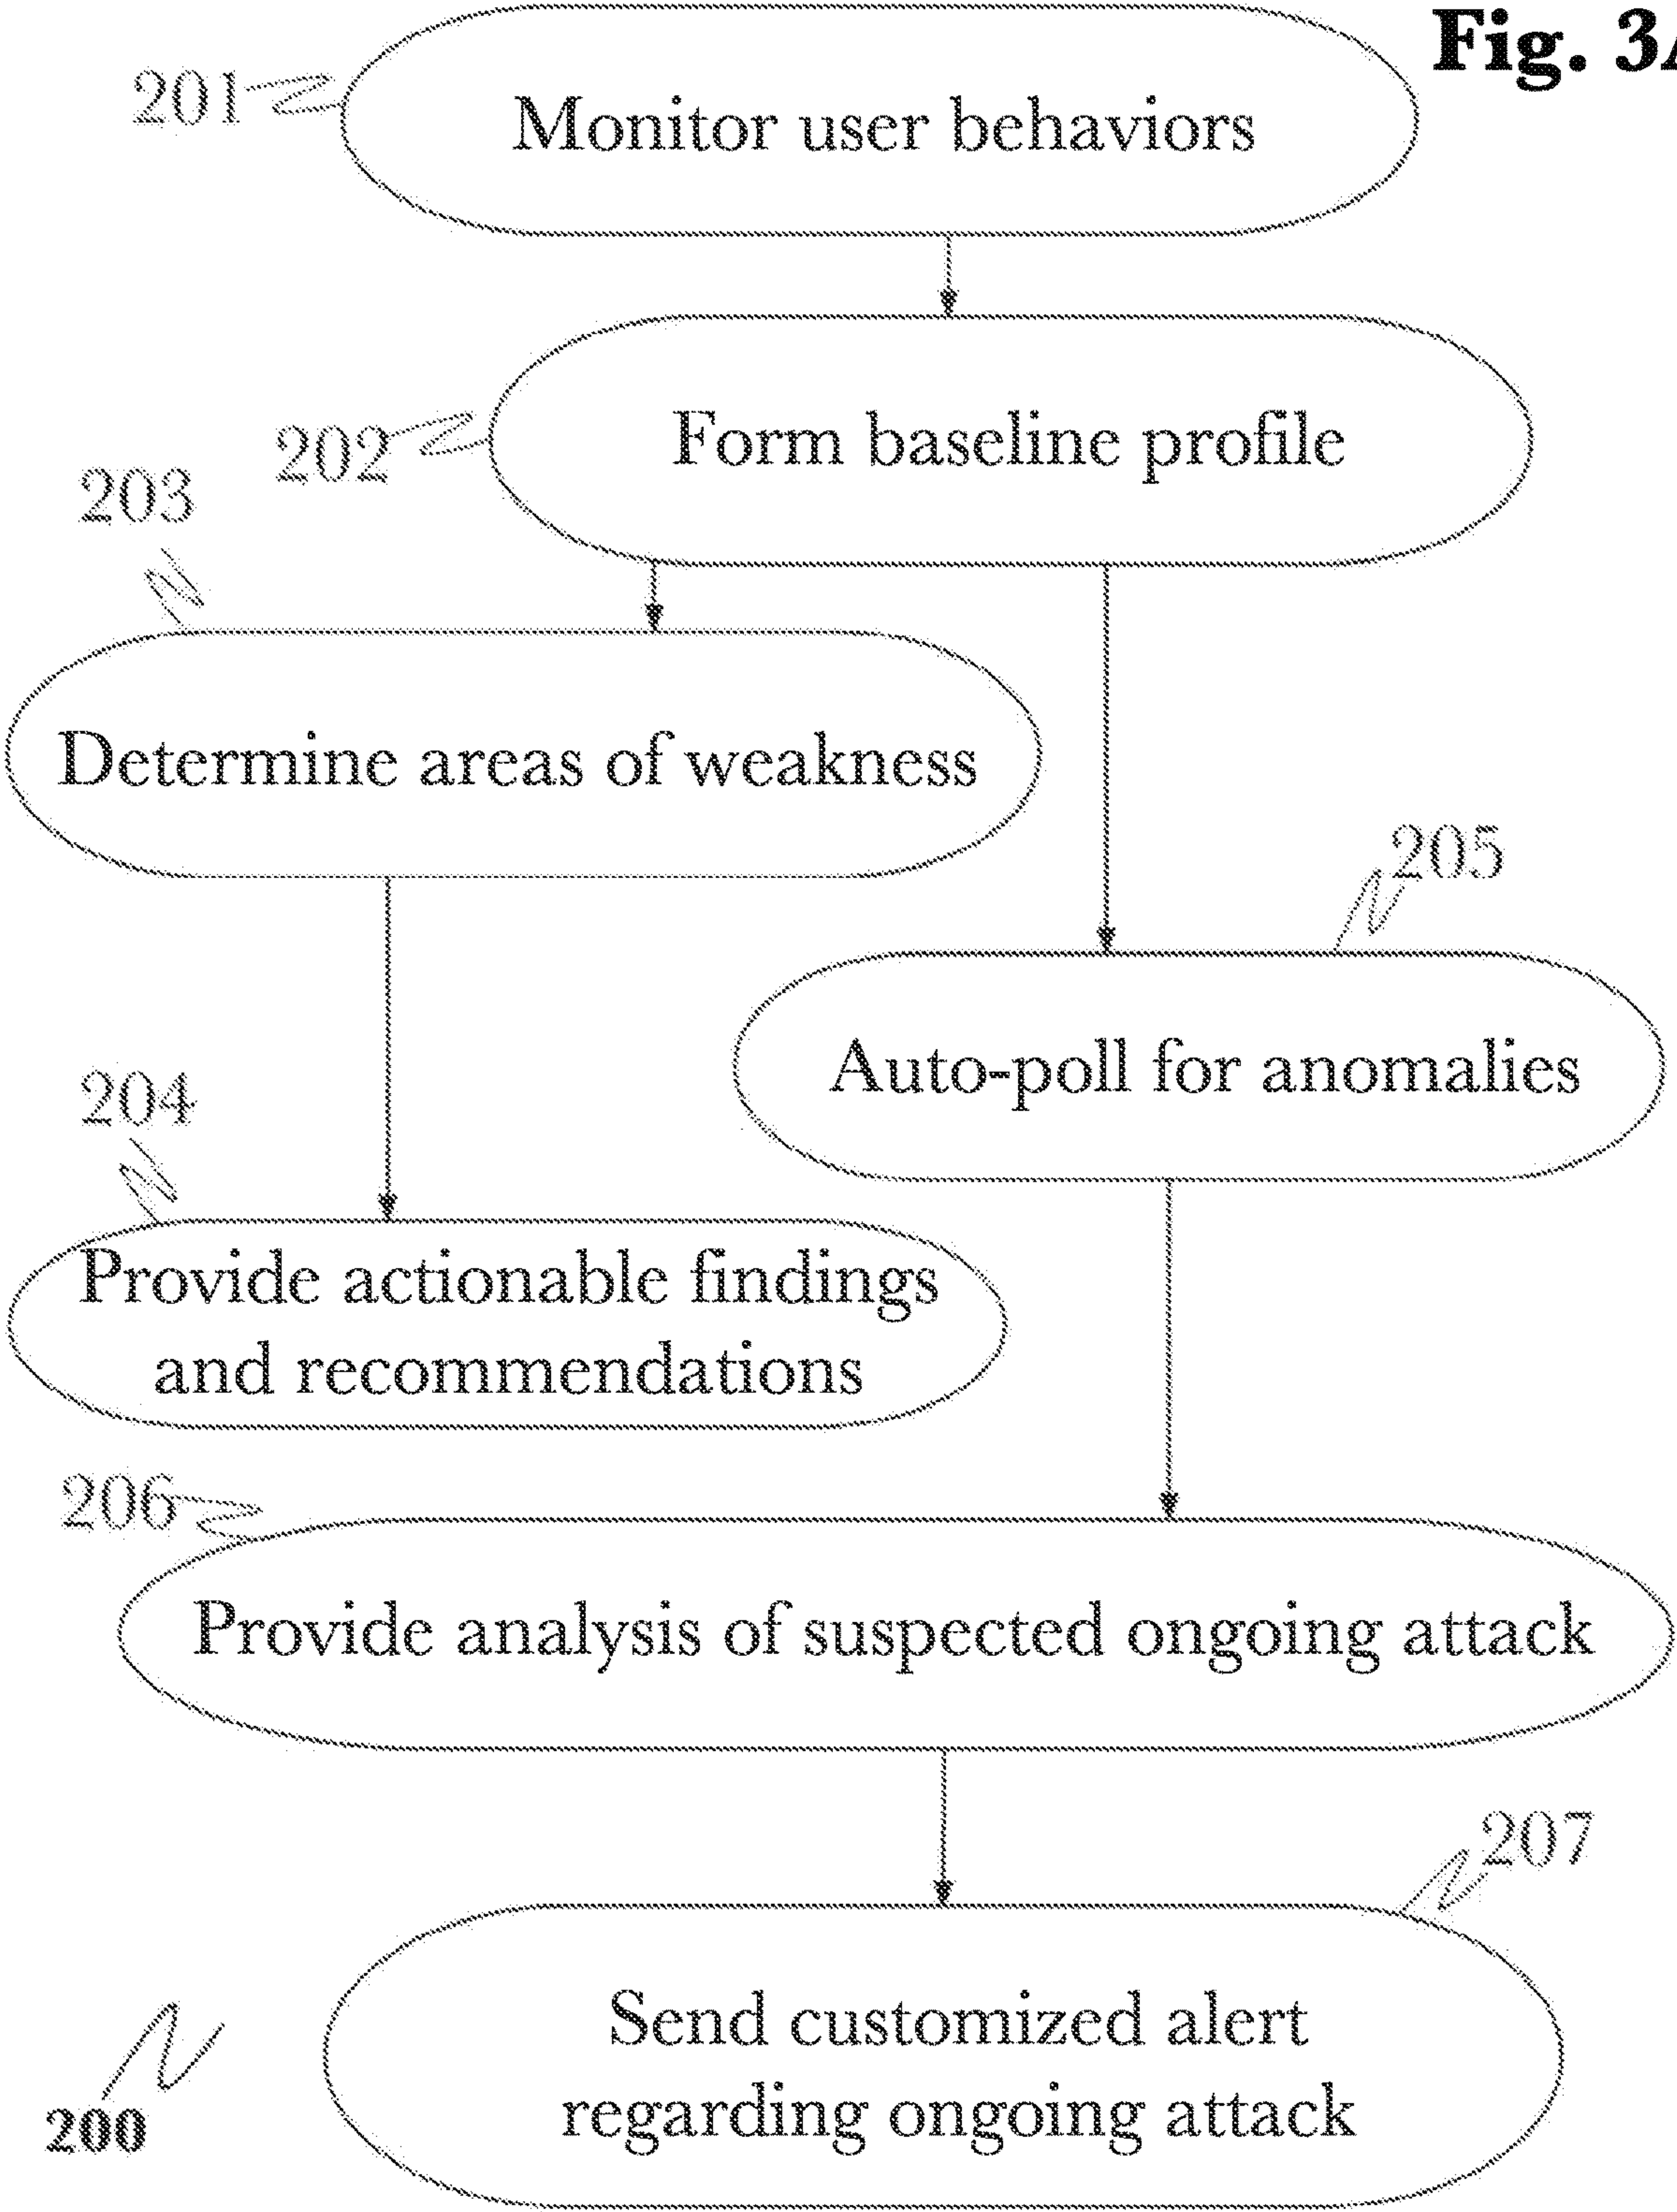 Fig. 3A
201
Monitor user behaviors
202
Form baseline profile
203
Determine areas of weakness
205
Auto-poll for anomalies
204
Provide actionable findings
and recommendations
206
Provide analysis of suspected ongoing attack
207
Send customized alert
regarding ongoing attack
200